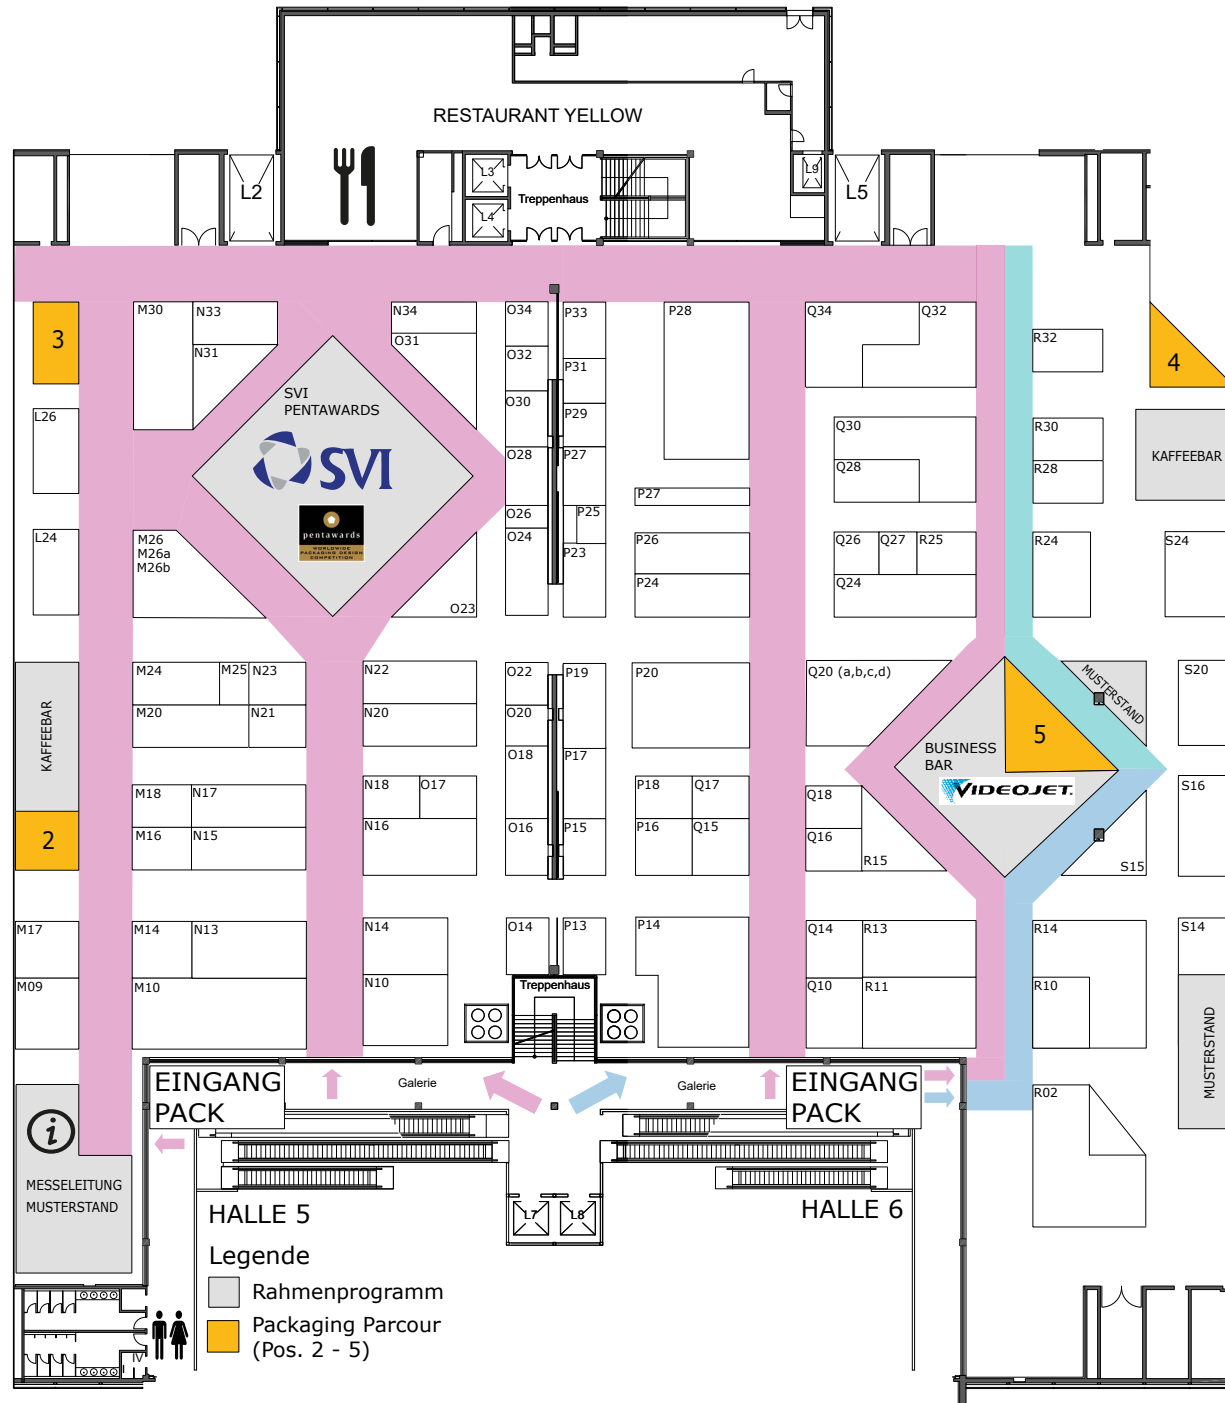 RESTAURANT YELLOW
L2
L3
L4
Treppenhaus
L9
L5
3
M30
N33
N31
N34
O31
O34
O32
O30
O28
O26
O24
P33
P31
P29
P27
P25
P23
P28
P27
P26
P24
Q34
Q32
Q30
Q28
Q26
Q27
R25
Q24
R32
R30
R28
R24
4
KAFFEEBAR
S24
L26
L24
SVI
PENTAWARDS
SVI
pentawards
WORLDWIDE
PACKAGING DESIGN
COMPETITION
M26
M26a
M26b
O23
KAFFEEBAR
2
M24
M25
N23
M20
N21
N22
N20
O22
O20
O18
O16
P19
P17
P15
P20
Q20 (a,b,c,d)
MUSTERSTAND
S20
5
BUSINESS
BAR
VIDEOJET.
M18
N17
M16
N15
N18
O17
N16
P18
Q17
P16
Q15
Q18
Q16
R15
S15
S16
M17
M09
M14
N13
M10
N14
N10
O14
P13
P14
Q14
R13
Q10
R11
R14
R10
S14
MUSTERSTAND
Treppenhaus
EINGANG
PACK
Galerie
Galerie
EINGANG
PACK
R02
i
MESSELEITUNG
MUSTERSTAND
HALLE 5
L7
L8
HALLE 6
Legende
Rahmenprogramm
Packaging Parcour
(Pos. 2 - 5)
IV